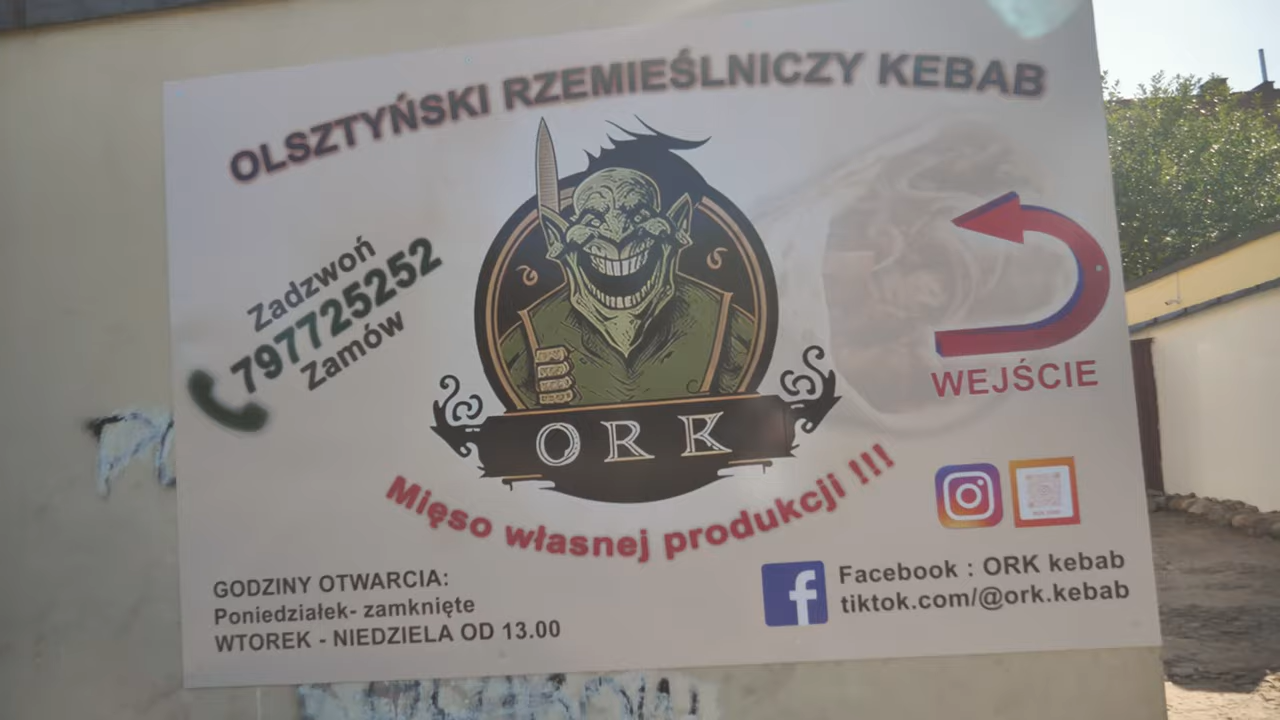 OLSZTYŃSKI RZEMIEŚLNICZY KEBAB
Zadzwoń
797725252
Zamów
ORK
Mięso własnej produkcji !!!
WEJŚCIE
GODZINY OTWARCIA:
Poniedziałek- zamknięte
WTOREK - NIEDZIELA OD 13.00
Facebook : ORK kebab
tiktok.com/@ork.kebab